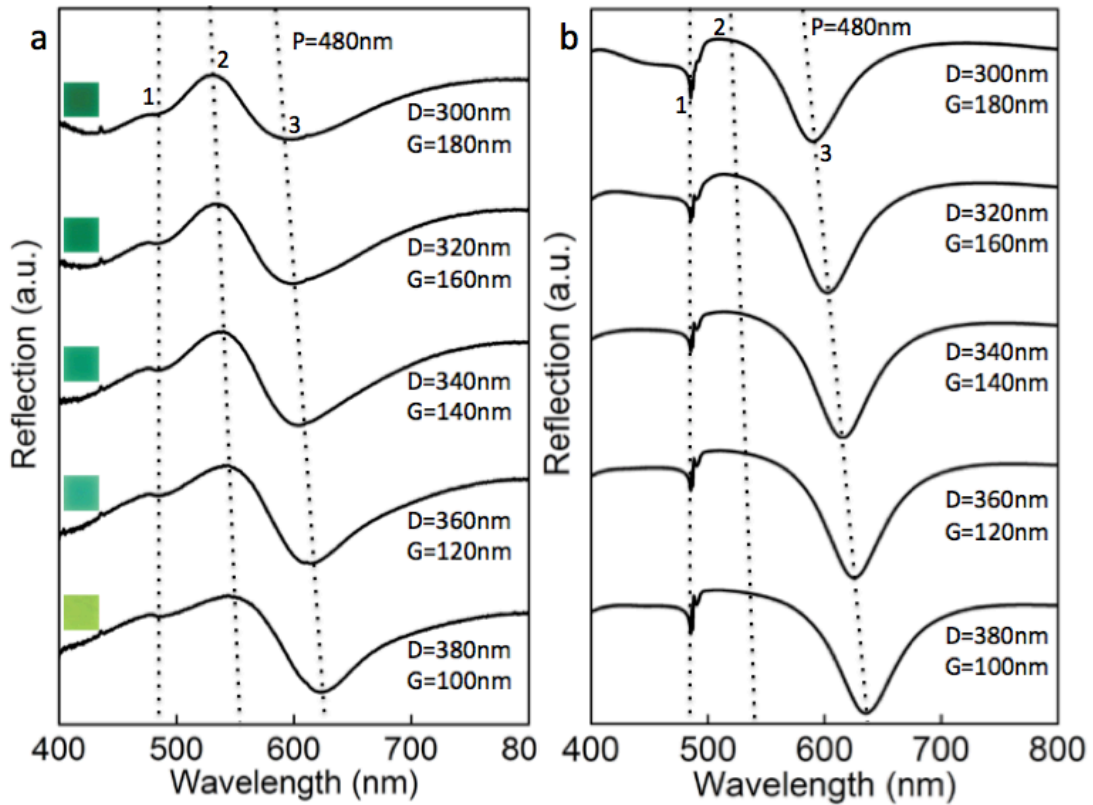 a
P=480nm
1
2
3
D=300nm
G=180nm
D=320nm
G=160nm
D=340nm
G=140nm
D=360nm
G=120nm
D=380nm
G=100nm
Reflection (a.u.)
400 500 600 700 80
Wavelength (nm)
b
P=480nm
2
1
3
D=300nm
G=180nm
D=320nm
G=160nm
D=340nm
G=140nm
D=360nm
G=120nm
D=380nm
G=100nm
Reflection (a.u.)
400 500 600 700 800
Wavelength (nm)